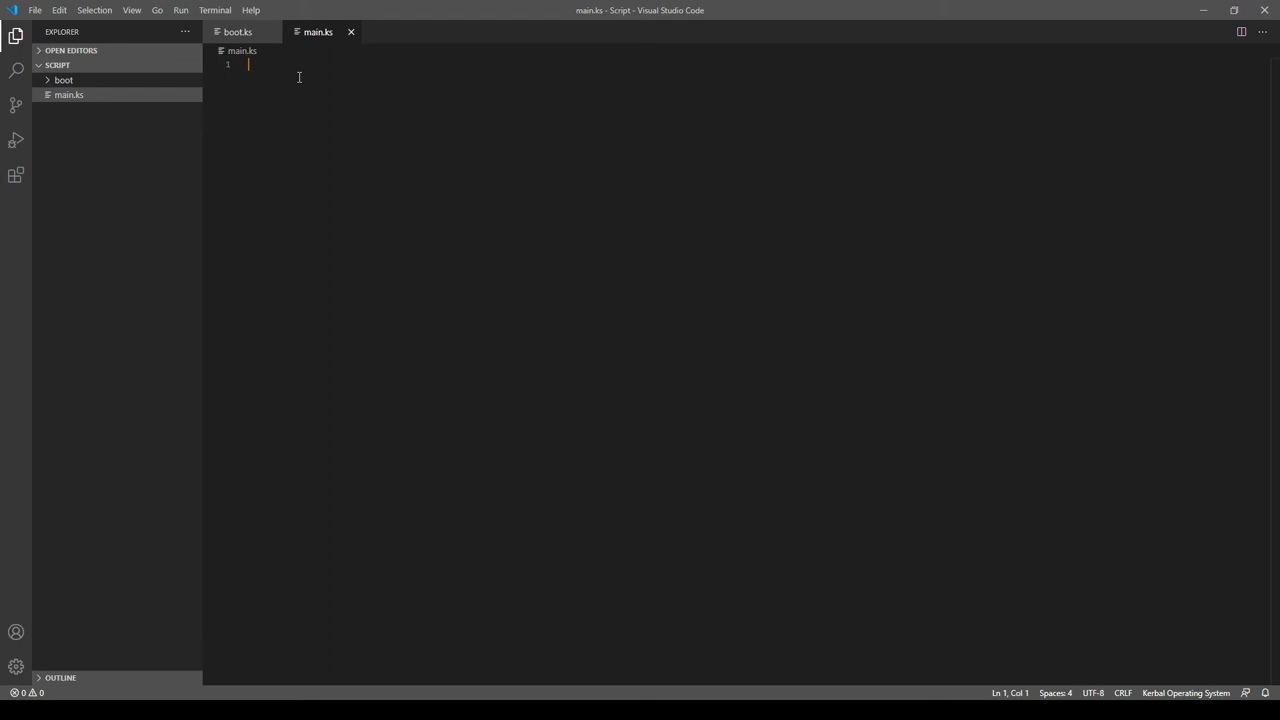 File Edit Selection View Go Run Terminal Help
main.ks - Script - Visual Studio Code
EXPLORER
boot.ks
main.ks
OPEN EDITORS
main.ks
SCRIPT
1
boot
main.ks
OUTLINE
0 0
Ln 1, Col 1 Spaces: 4 UTF-8 CRLF Kerbal Operating System